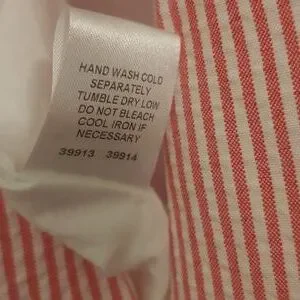 HAND WASH COLD
SEPARATELY
TUMBLE DRY LOW
DO NOT BLEACH
COOL IRON IF
NECESSARY
39913 39914